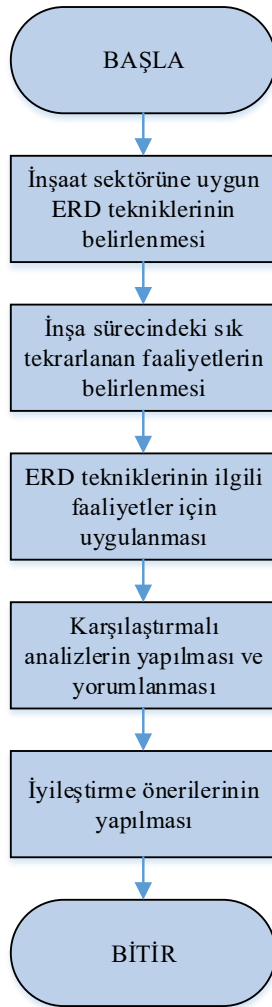 BAŞLA
İnşaat sektörüne uygun
ERD tekniklerinin
belirlenmesi
İnşa sürecindeki sık
tekrarlanan faaliyetlerin
belirlenmesi
ERD tekniklerinin ilgili
faaliyetler için
uygulanması
Karşılaştırmalı
analizlerin yapılması ve
yorumlanması
İyileştirme önerilerinin
yapılması
BİTİR